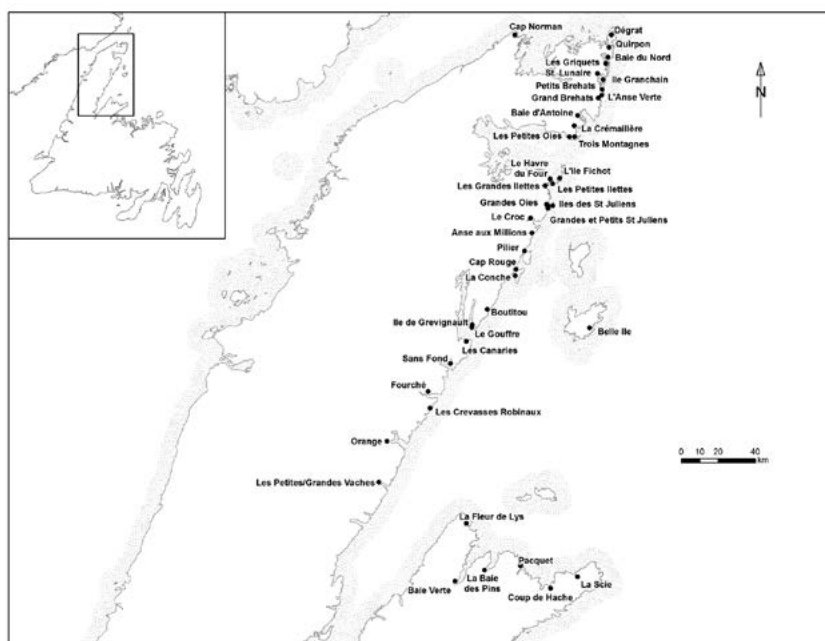 Cap Norman
Dégrat
Quirpon
Baie du Nord
Les Griquets
St. Lunaire
Ile Granchain
Petits Brehats
L'Anse Verte
Grand Brehats
Baie d'Antoine
La Crémaillère
Les Petites Oies
Trois Montagnes
Le Havre
du Four
L'Ile Fichot
Les Grandes Ilettes
Les Petites Ilettes
Grandes Oies
Iles des St Juliens
Le Croc
Grandes et Petits St Juliens
Anse aux Millions
Pilier
Cap Rouge
La Conche
Boutitou
Ile de Grevignault
Le Gouffre
Belle Ile
Les Canaries
Sans Fond
Fourché
Les Crevasses Robinaux
Orange
Les Petites/Grandes Vaches
La Fleur de Lys
Pacquet
La Baie
des Pins
La Scie
Baie Verte
Coup de Hache
N
0 10 20 40
km